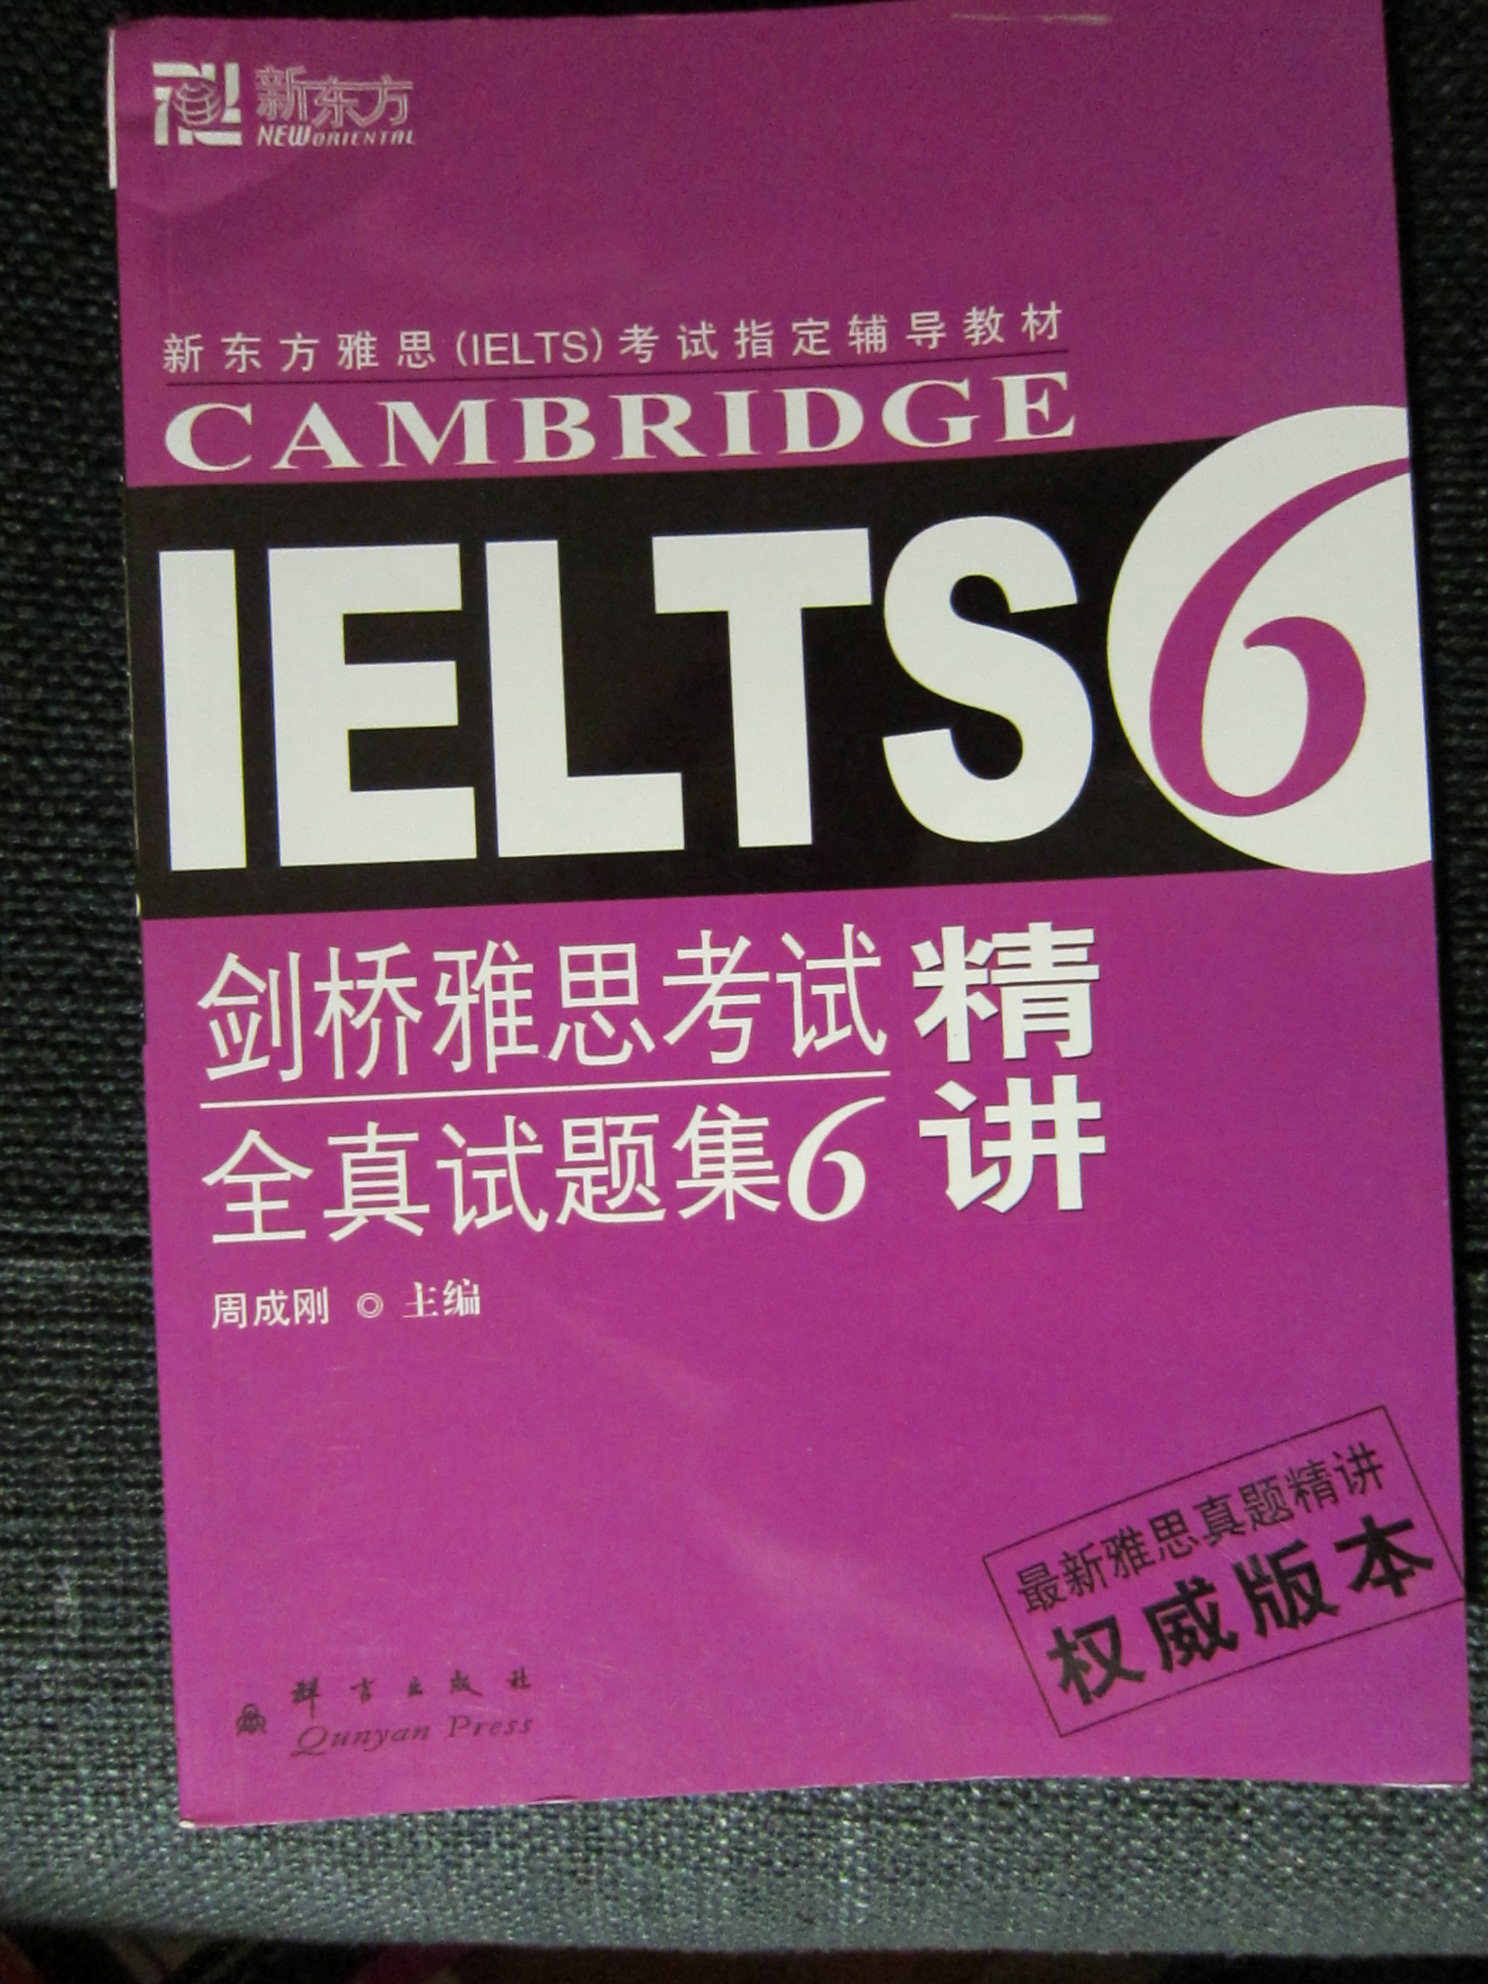 新东方
NEW ORIENTAL
新东方雅思(IELTS)考试指定辅导教材
CAMBRIDGE
IELTS 6
剑桥雅思考试
全真试题集6
精讲
周成刚 ◎ 主编
最新雅思真题精讲
权威版本
群言出版社
Qunyan Press